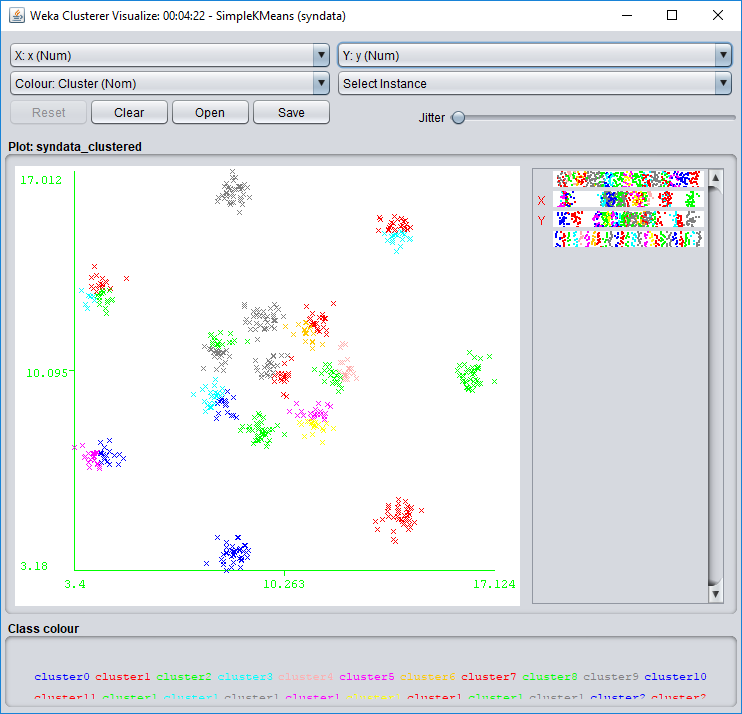 Weka Clusterer Visualize: 00:04:22 - SimpleKMeans (syndata)
X: x (Num) Y: y (Num)
Colour: Cluster (Nom) Select Instance
Reset Clear Open Save Jitter
Plot: syndata_clustered
17.012
X
Y
10.095
3.18
3.4 10.263 17.124
Class colour
cluster0 cluster1 cluster2 cluster3 cluster4 cluster5 cluster6 cluster7 cluster8 cluster9 cluster10